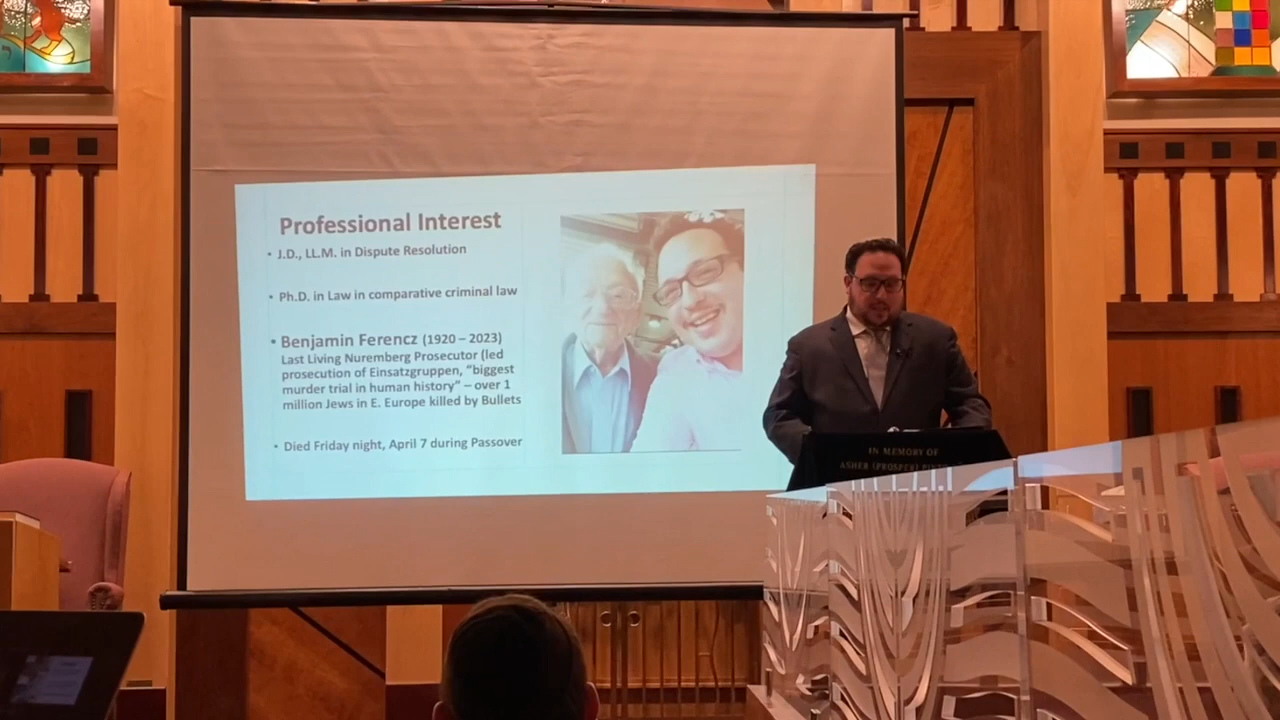 Professional Interest
• J.D., LL.M. in Dispute Resolution
• Ph.D. in Law in comparative criminal law
• Benjamin Ferencz (1920 – 2023)
Last Living Nuremberg Prosecutor (led
prosecution of Einsatzgruppen, “biggest
murder trial in human history” – over 1
million Jews in E. Europe killed by Bullets
• Died Friday night, April 7 during Passover
IN MEMORY OF
ASHER (PROSPER)